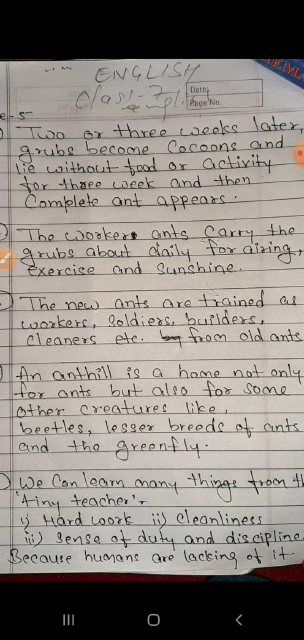 ENGLISH
Class-7
Date:
Page No.
e-5
Two or three weeks later,
grubs become Cocoons and
lie without food or activity
for three week and then
Complete ant appears.
The workers ants carry the
grubs about daily for airing,
exercise and sunshine.
The new ants are trained as
workers, soldiers, builders,
cleaners etc. from old ants
An anthill is a home not only
for ants but also for some
other creatures like,
beetles, lesser breeds of ants
and the greenfly.
We Can learn many things from th
'tiny teacher'.
i) Hard work ii) cleanliness
iii) Sense of duty and discipline
Because humans are lacking of it.